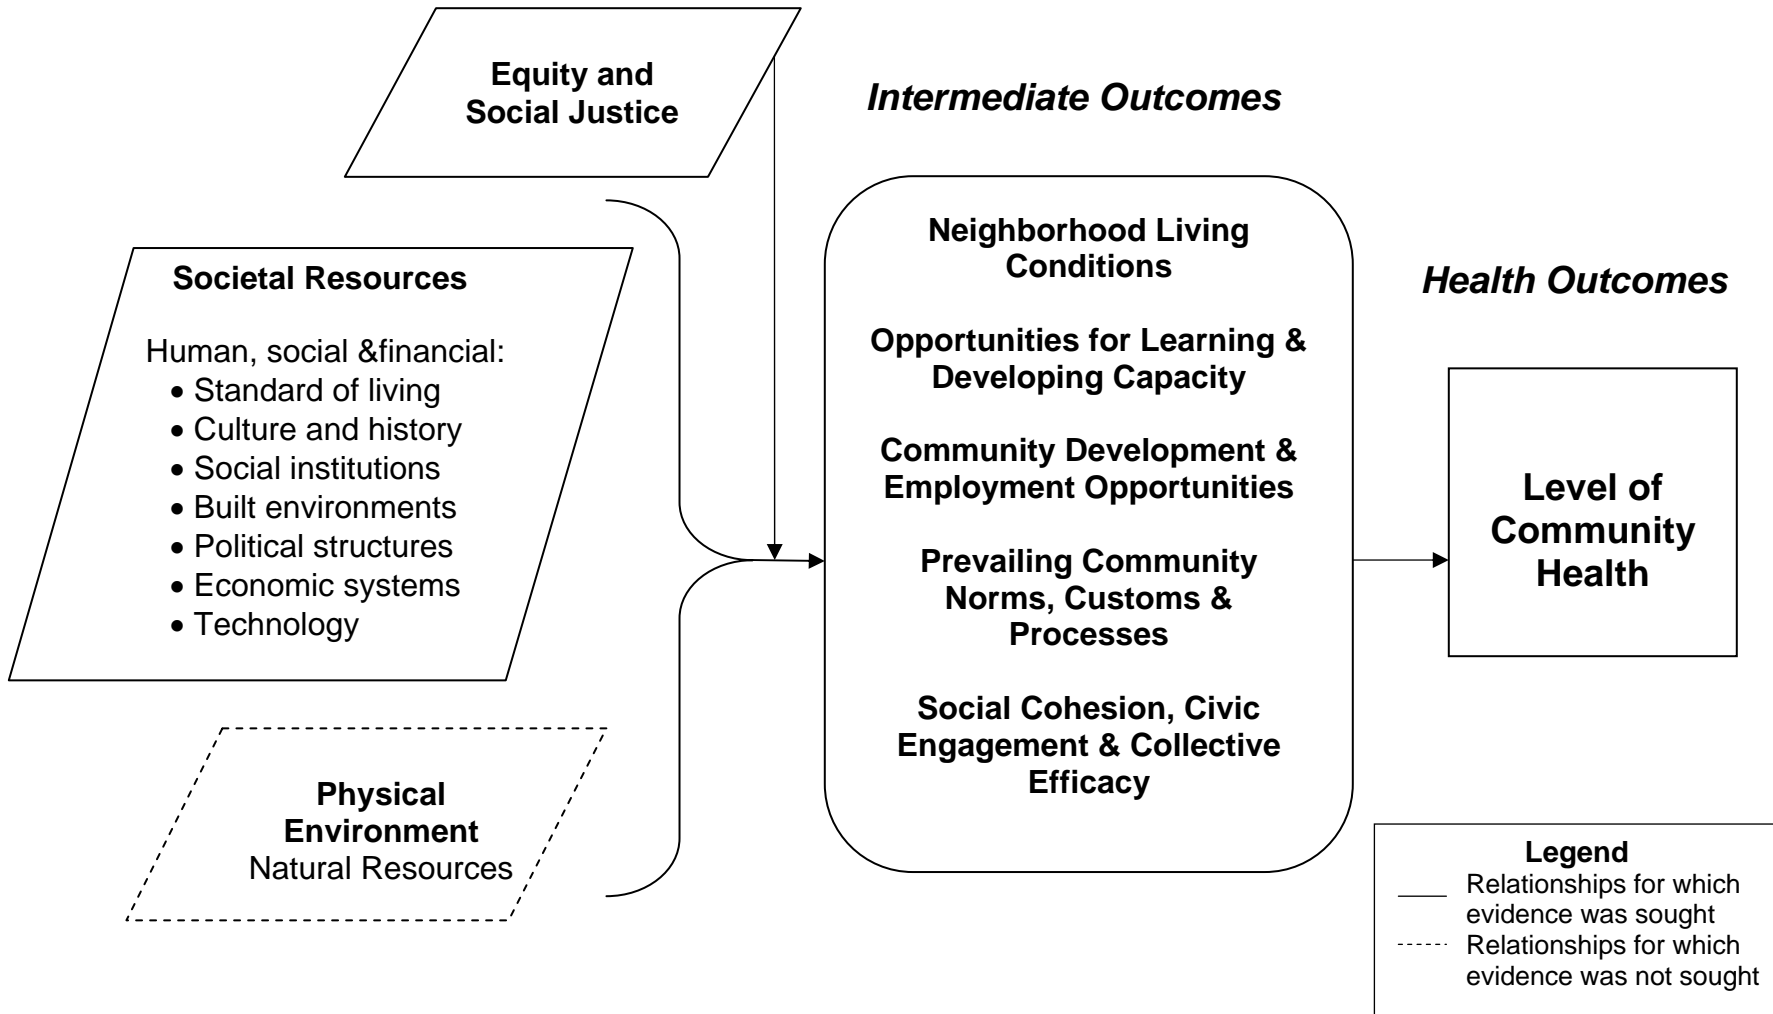 Equity and
Social Justice
Intermediate Outcomes
Societal Resources
Human, social &financial:
• Standard of living
• Culture and history
• Social institutions
• Built environments
• Political structures
• Economic systems
• Technology
Physical
Environment
Natural Resources
Neighborhood Living
Conditions
Opportunities for Learning &
Developing Capacity
Community Development &
Employment Opportunities
Prevailing Community
Norms, Customs &
Processes
Social Cohesion, Civic
Engagement & Collective
Efficacy
Health Outcomes
Level of
Community
Health
Legend
Relationships for which
evidence was sought
Relationships for which
evidence was not sought